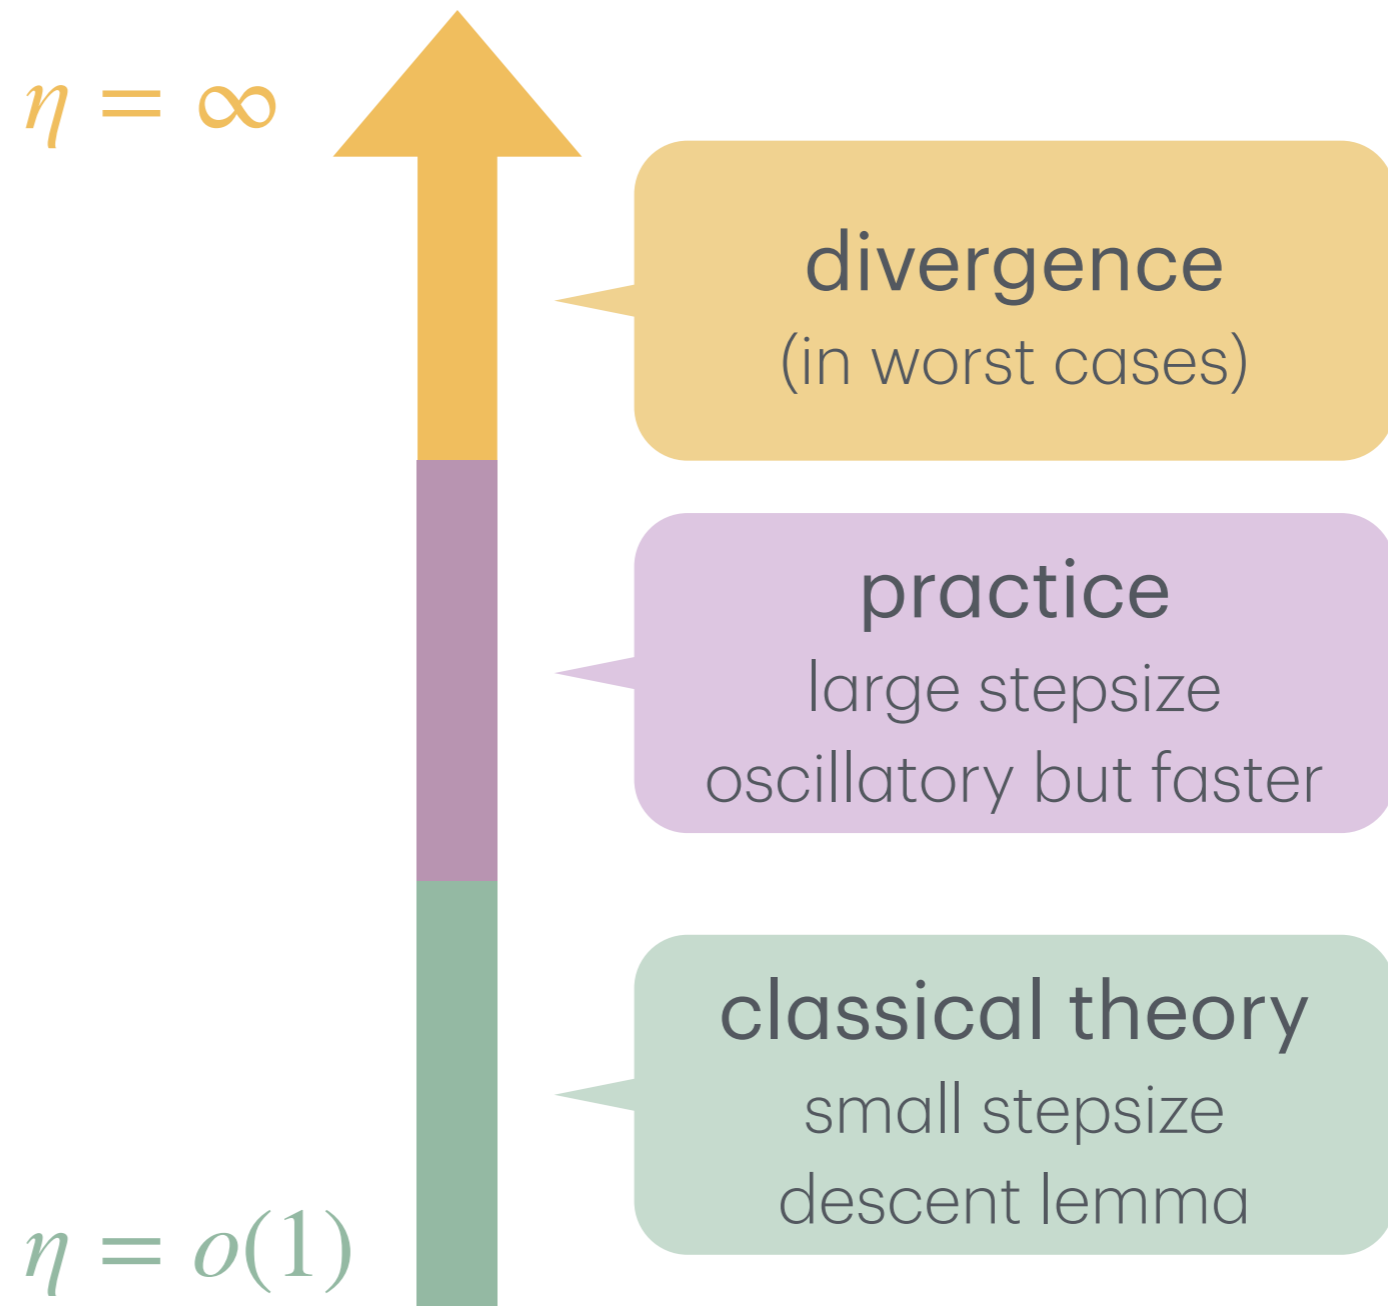 η = ∞
divergence
(in worst cases)
practice
large stepsize
oscillatory but faster
classical theory
small stepsize
descent lemma
η = o(1)